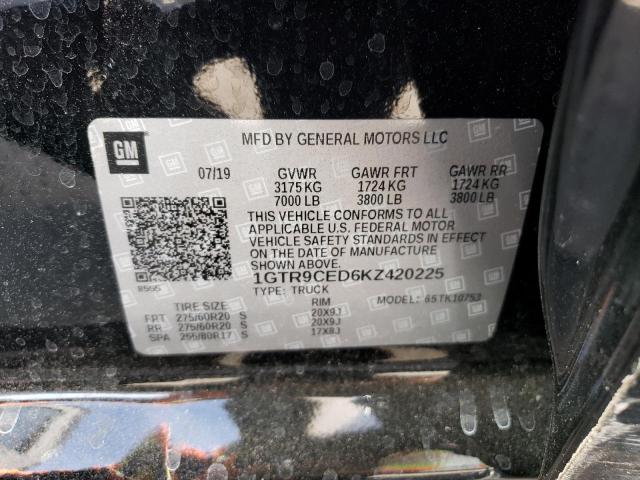 GM
MFD BY GENERAL MOTORS LLC
07/19 GVWR GAWR FRT GAWR RR
3175 KG 1724 KG 1724 KG
7000 LB 3800 LB 3800 LB
THIS VEHICLE CONFORMS TO ALL
APPLICABLE U.S. FEDERAL MOTOR
VEHICLE SAFETY STANDARDS IN EFFECT
ON THE DATE OF MANUFACTURE
SHOWN ABOVE.
1GTR9CED6KZ420225
8555
TYPE: TRUCK
TIRE SIZE RIM MODEL:
FRT 275/60R20 S 20X9J
RR 275/60R20 S 20X9J
SPA 255/80R17 S 17X8J